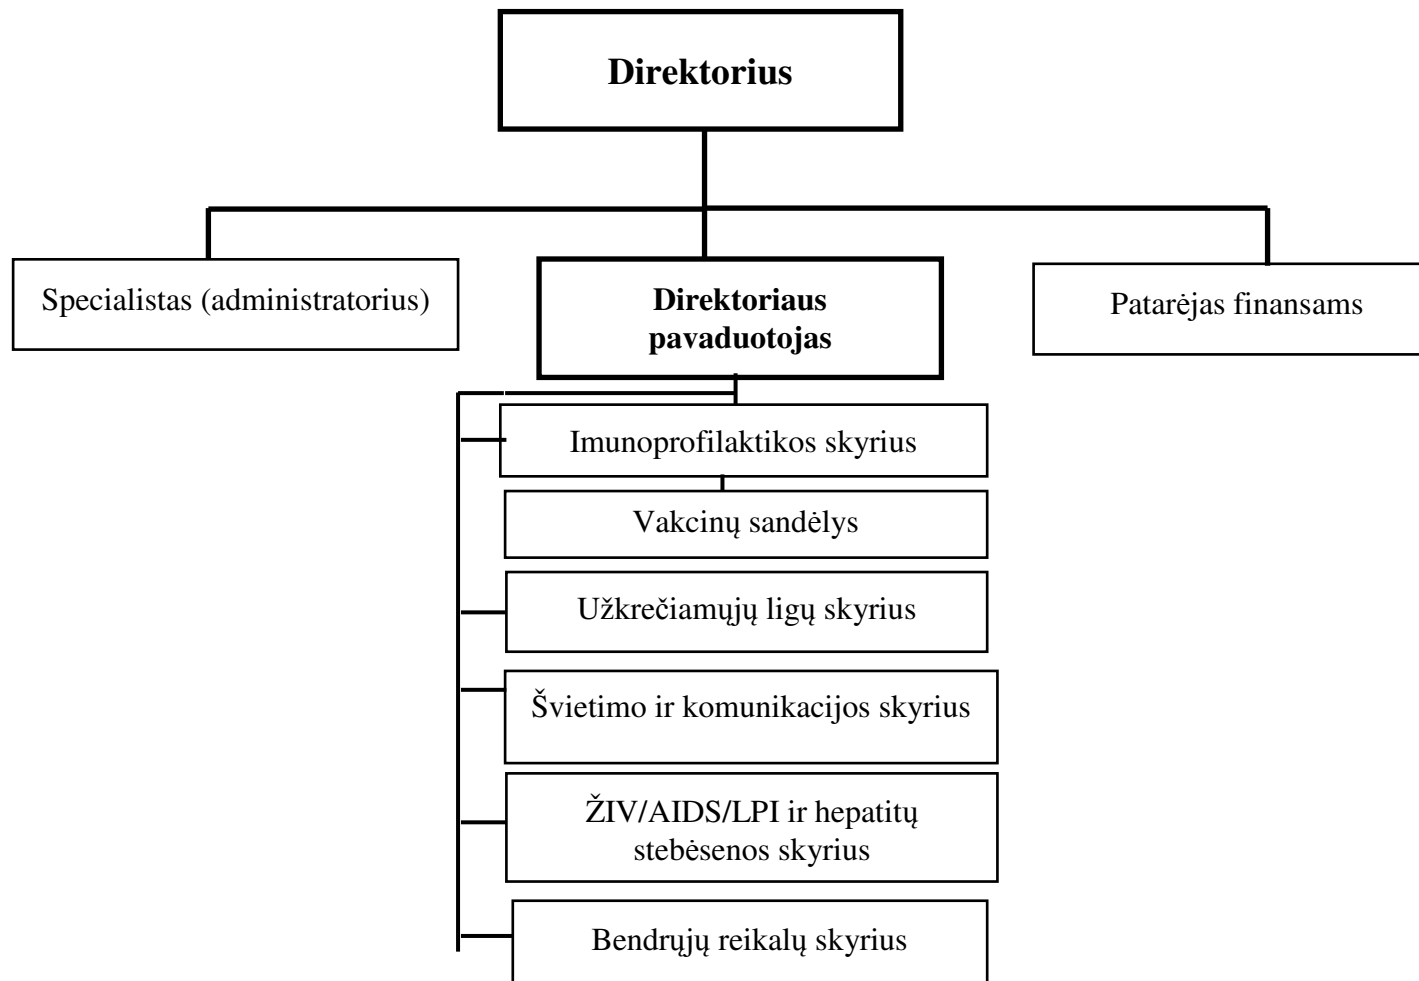 Direktorius
Specialistas (administratorius)
Direktoriaus
pavaduotojas
Patarėjas finansams
Imunoprofilaktikos skyrius
Vakcinų sandėlys
Užkrečiamųjų ligų skyrius
Švietimo ir komunikacijos skyrius
ŽIV/AIDS/LPI ir hepatitų
stebėsenos skyrius
Bendrųjų reikalų skyrius